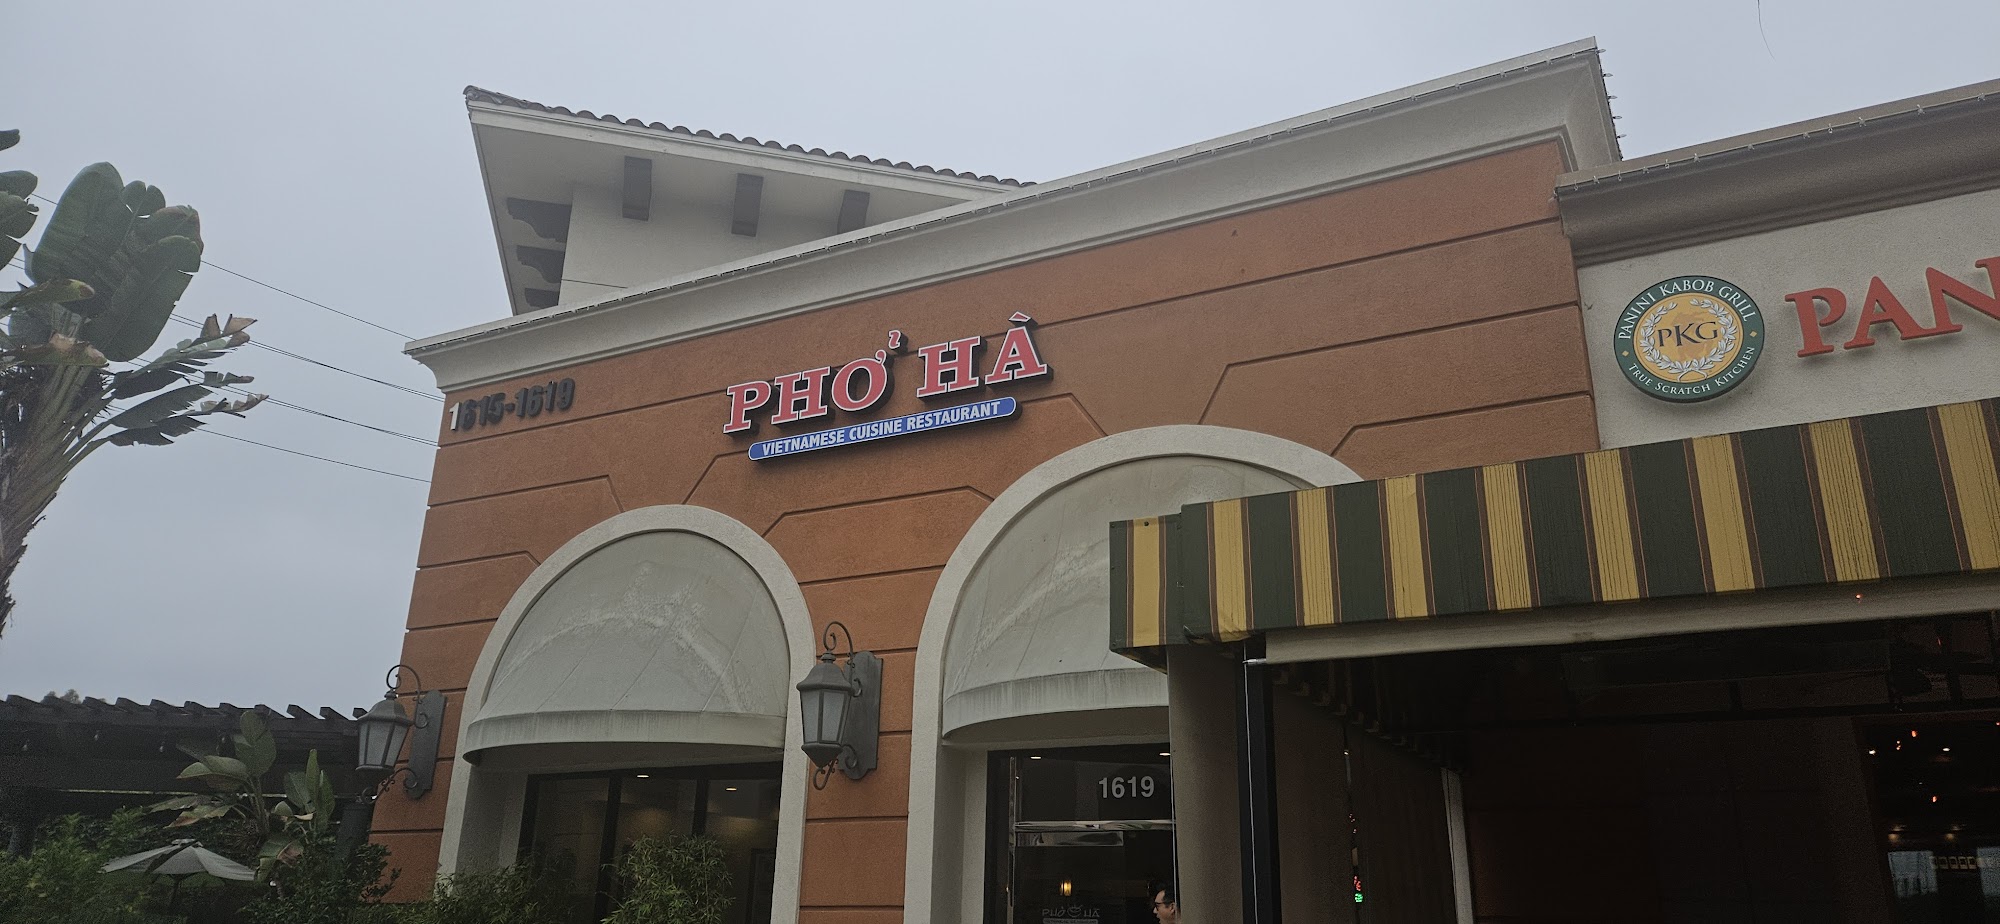 1615-1619
PHỞ HÀ
VIETNAMESE CUISINE RESTAURANT
PANINI KABOB GRILL
PKG
TRUE SCRATCH KITCHEN
PAN
1619